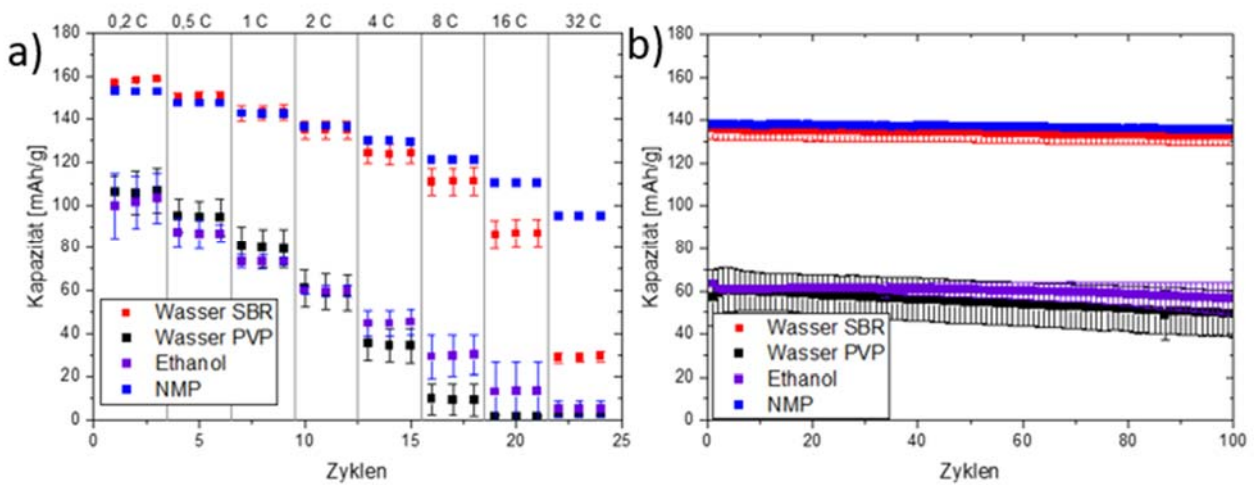 a)
0,2 C 0,5 C 1 C 2 C 4 C 8 C 16 C 32 C
180
160
140
120
100
80
60
40
20
0
Kapazität [mAh/g]
Wasser SBR
Wasser PVP
Ethanol
NMP
0 5 10 15 20 25
Zyklen
b)
180
160
140
120
100
80
60
40
20
0
Kapazität [mAh/g]
Wasser SBR
Wasser PVP
Ethanol
NMP
0 20 40 60 80 100
Zyklen